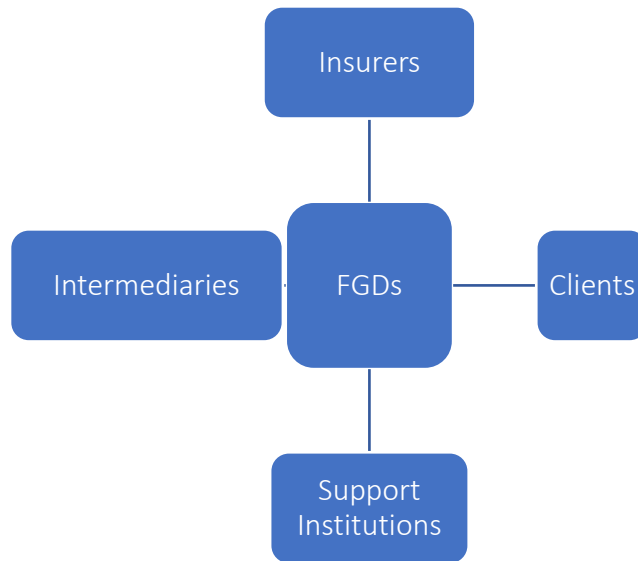 Insurers
Intermediaries
FGDs
Clients
Support
Institutions